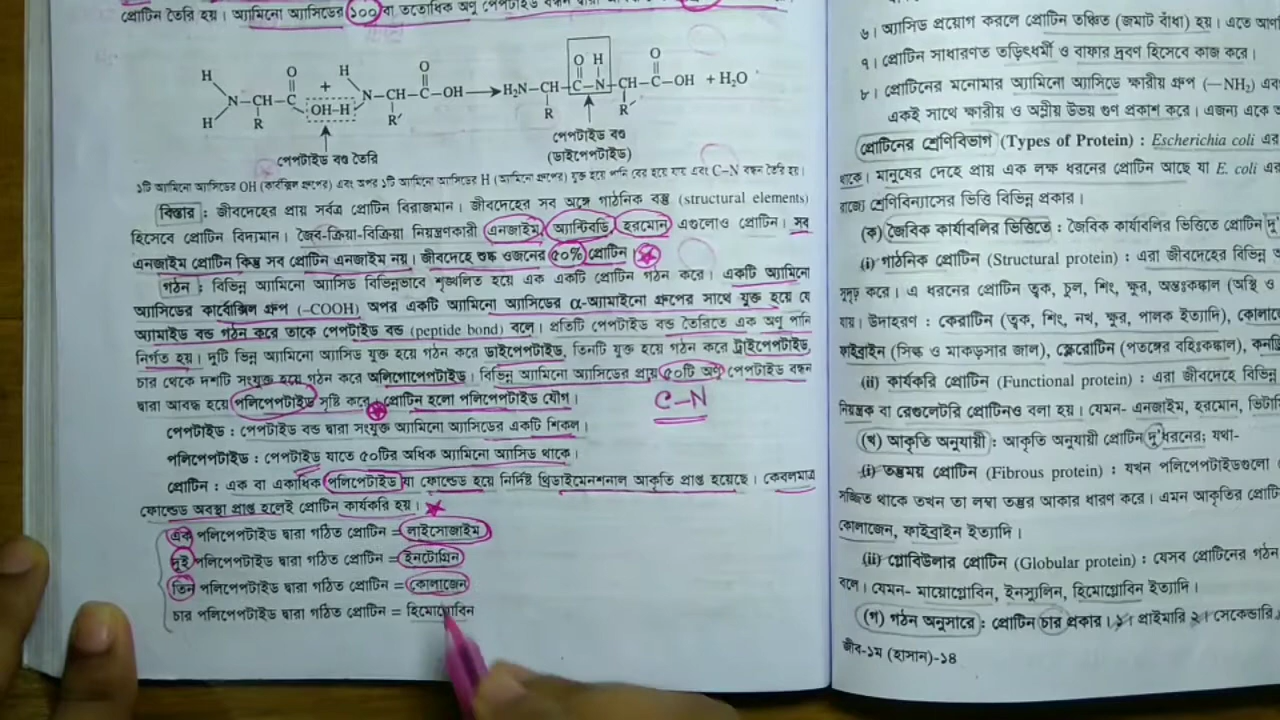 প্রোটিন তৈরি হয়। অ্যামিনো অ্যাসিডের ১০০ বা ততোধিক অণু পেপটাইড বন্ধন দ্বারা
O H O O O H O
H H
N–CH–C + N–CH–C–OH → H₂N–CH–C–N–CH–C–OH + H₂O
OH–H
H R R′ R R′
পেপটাইড বণ্ড তৈরি
পেপটাইড বণ্ড
(ডাইপেপটাইড)
১টি অ্যামিনো অ্যাসিডের OH (কার্বক্সিল গ্রুপের) এবং অপর ১টি অ্যামিনো অ্যাসিডের H (অ্যামিনো গ্রুপের) যুক্ত হয়ে পানি বের হয়ে যায় এবং C–N বন্ধন তৈরি হয়।
বিস্তার : জীবদেহের প্রায় সর্বত্র প্রোটিন বিরাজমান। জীবদেহের সব অঙ্গে গাঠনিক বস্তু (structural elements)
হিসেবে প্রোটিন বিদ্যমান। জৈব-ক্রিয়া-বিক্রিয়া নিয়ন্ত্রণকারী এনজাইম, অ্যান্টিবডি, হরমোন এগুলোও প্রোটিন। সব
এনজাইম প্রোটিন কিন্তু সব প্রোটিন এনজাইম নয়। জীবদেহের শুষ্ক ওজনের ৫০% প্রোটিন।
গঠন : বিভিন্ন অ্যামিনো অ্যাসিড বিভিন্নভাবে শৃঙ্খলিত হয়ে এক একটি প্রোটিন গঠন করে। একটি অ্যামিনো
অ্যাসিডের কার্বোক্সিল গ্রুপ (–COOH) অপর একটি অ্যামিনো অ্যাসিডের α-অ্যামাইনো গ্রুপের সাথে যুক্ত হয়ে যে
অ্যামাইড বন্ড গঠন করে তাকে পেপটাইড বন্ড (peptide bond) বলে। প্রতিটি পেপটাইড বন্ড তৈরিতে এক অণু পানি
নির্গত হয়। দুটি ভিন্ন অ্যামিনো অ্যাসিড যুক্ত হয়ে গঠন করে ডাইপেপটাইড, তিনটি যুক্ত হয়ে গঠন করে ট্রাইপেপটাইড,
চার থেকে দশটি সংযুক্ত হয়ে গঠন করে অলিগোপেপটাইড। বিভিন্ন অ্যামিনো অ্যাসিডের প্রায় ৫০টি অণু পেপটাইড বন্ধন
দ্বারা আবদ্ধ হয়ে পলিপেপটাইড সৃষ্টি করে। প্রোটিন হলো পলিপেপটাইড যৌগ।
C–N
পেপটাইড : পেপটাইড বন্ড দ্বারা সংযুক্ত অ্যামিনো অ্যাসিডের একটি শিকল।
পলিপেপটাইড : পেপটাইড যাতে ৫০টির অধিক অ্যামিনো অ্যাসিড থাকে।
প্রোটিন : এক বা একাধিক পলিপেপটাইড যা ফোল্ডেড হয়ে নির্দিষ্ট থ্রিডাইমেনশনাল আকৃতি প্রাপ্ত হয়েছে। কেবলমাত্র
ফোল্ডেড অবস্থা প্রাপ্ত হলেই প্রোটিন কার্যকরি হয়।
এক পলিপেপটাইড দ্বারা গঠিত প্রোটিন = লাইসোজাইম
দুই পলিপেপটাইড দ্বারা গঠিত প্রোটিন = ইনটেগ্রিন
তিন পলিপেপটাইড দ্বারা গঠিত প্রোটিন = কোলাজেন
চার পলিপেপটাইড দ্বারা গঠিত প্রোটিন = হিমোগ্লোবিন
৬। অ্যাসিড প্রয়োগ করলে প্রোটিন তঞ্চিত (জমাট বাঁধা) হয়। এতে
৭। প্রোটিন সাধারণত তড়িৎধর্মী ও বাফার দ্রবণ হিসেবে কাজ করে।
৮। প্রোটিনের মনোমার অ্যামিনো অ্যাসিডে ক্ষারীয় গ্রুপ (—NH₂)
একই সাথে ক্ষারীয় ও অম্লীয় উভয় গুণ প্রকাশ করে। এজন্য একে
প্রোটিনের শ্রেণিবিভাগ (Types of Protein) : Escherichia coli
থাকে। মানুষের দেহে প্রায় এক লক্ষ ধরনের প্রোটিন আছে যা E. coli
রাজ্যে শ্রেণিবিন্যাসের ভিত্তি বিভিন্ন প্রকার।
(ক) জৈবিক কার্যাবলির ভিত্তিতে : জৈবিক কার্যাবলির ভিত্তিতে প্রোটিন
(i) গাঠনিক প্রোটিন (Structural protein) : এরা জীবদেহের বিভিন্ন
সুদৃঢ় করে। এ ধরনের প্রোটিন ত্বক, চুল, শিং, ক্ষুর, অন্তঃকঙ্কাল (অস্থি ও
যায়। উদাহরণ : কেরাটিন (ত্বক, শিং, নখ, ক্ষুর, পালক ইত্যাদি),
ফাইব্রাইন (সিল্ক ও মাকড়সার জাল), স্ক্লেরোটিন (পতঙ্গের বহিঃকঙ্কাল),
(ii) কার্যকরি প্রোটিন (Functional protein) : এরা জীবদেহে বিভিন্ন
নিয়ন্ত্রক বা রেগুলেটরি প্রোটিনও বলা হয়। যেমন- এনজাইম, হরমোন,
(খ) আকৃতি অনুযায়ী : আকৃতি অনুযায়ী প্রোটিন দু'ধরনের; যথা-
(i) তন্তুময় প্রোটিন (Fibrous protein) : যখন পলিপেপটাইডগুলো
সজ্জিত থাকে তখন তা লম্বা তন্তুর আকার ধারণ করে। এমন আকৃতির
কোলাজেন, ফাইব্রাইন ইত্যাদি।
(ii) গ্লোবিউলার প্রোটিন (Globular protein) : যেসব প্রোটিনের গঠন
বলে। যেমন- মায়োগ্লোবিন, ইনস্যুলিন, হিমোগ্লোবিন ইত্যাদি।
(গ) গঠন অনুসারে : প্রোটিন চার প্রকার। ১। প্রাইমারি ২। সেকেন্ডারি
জীব-১ম (হাসান)-১৪